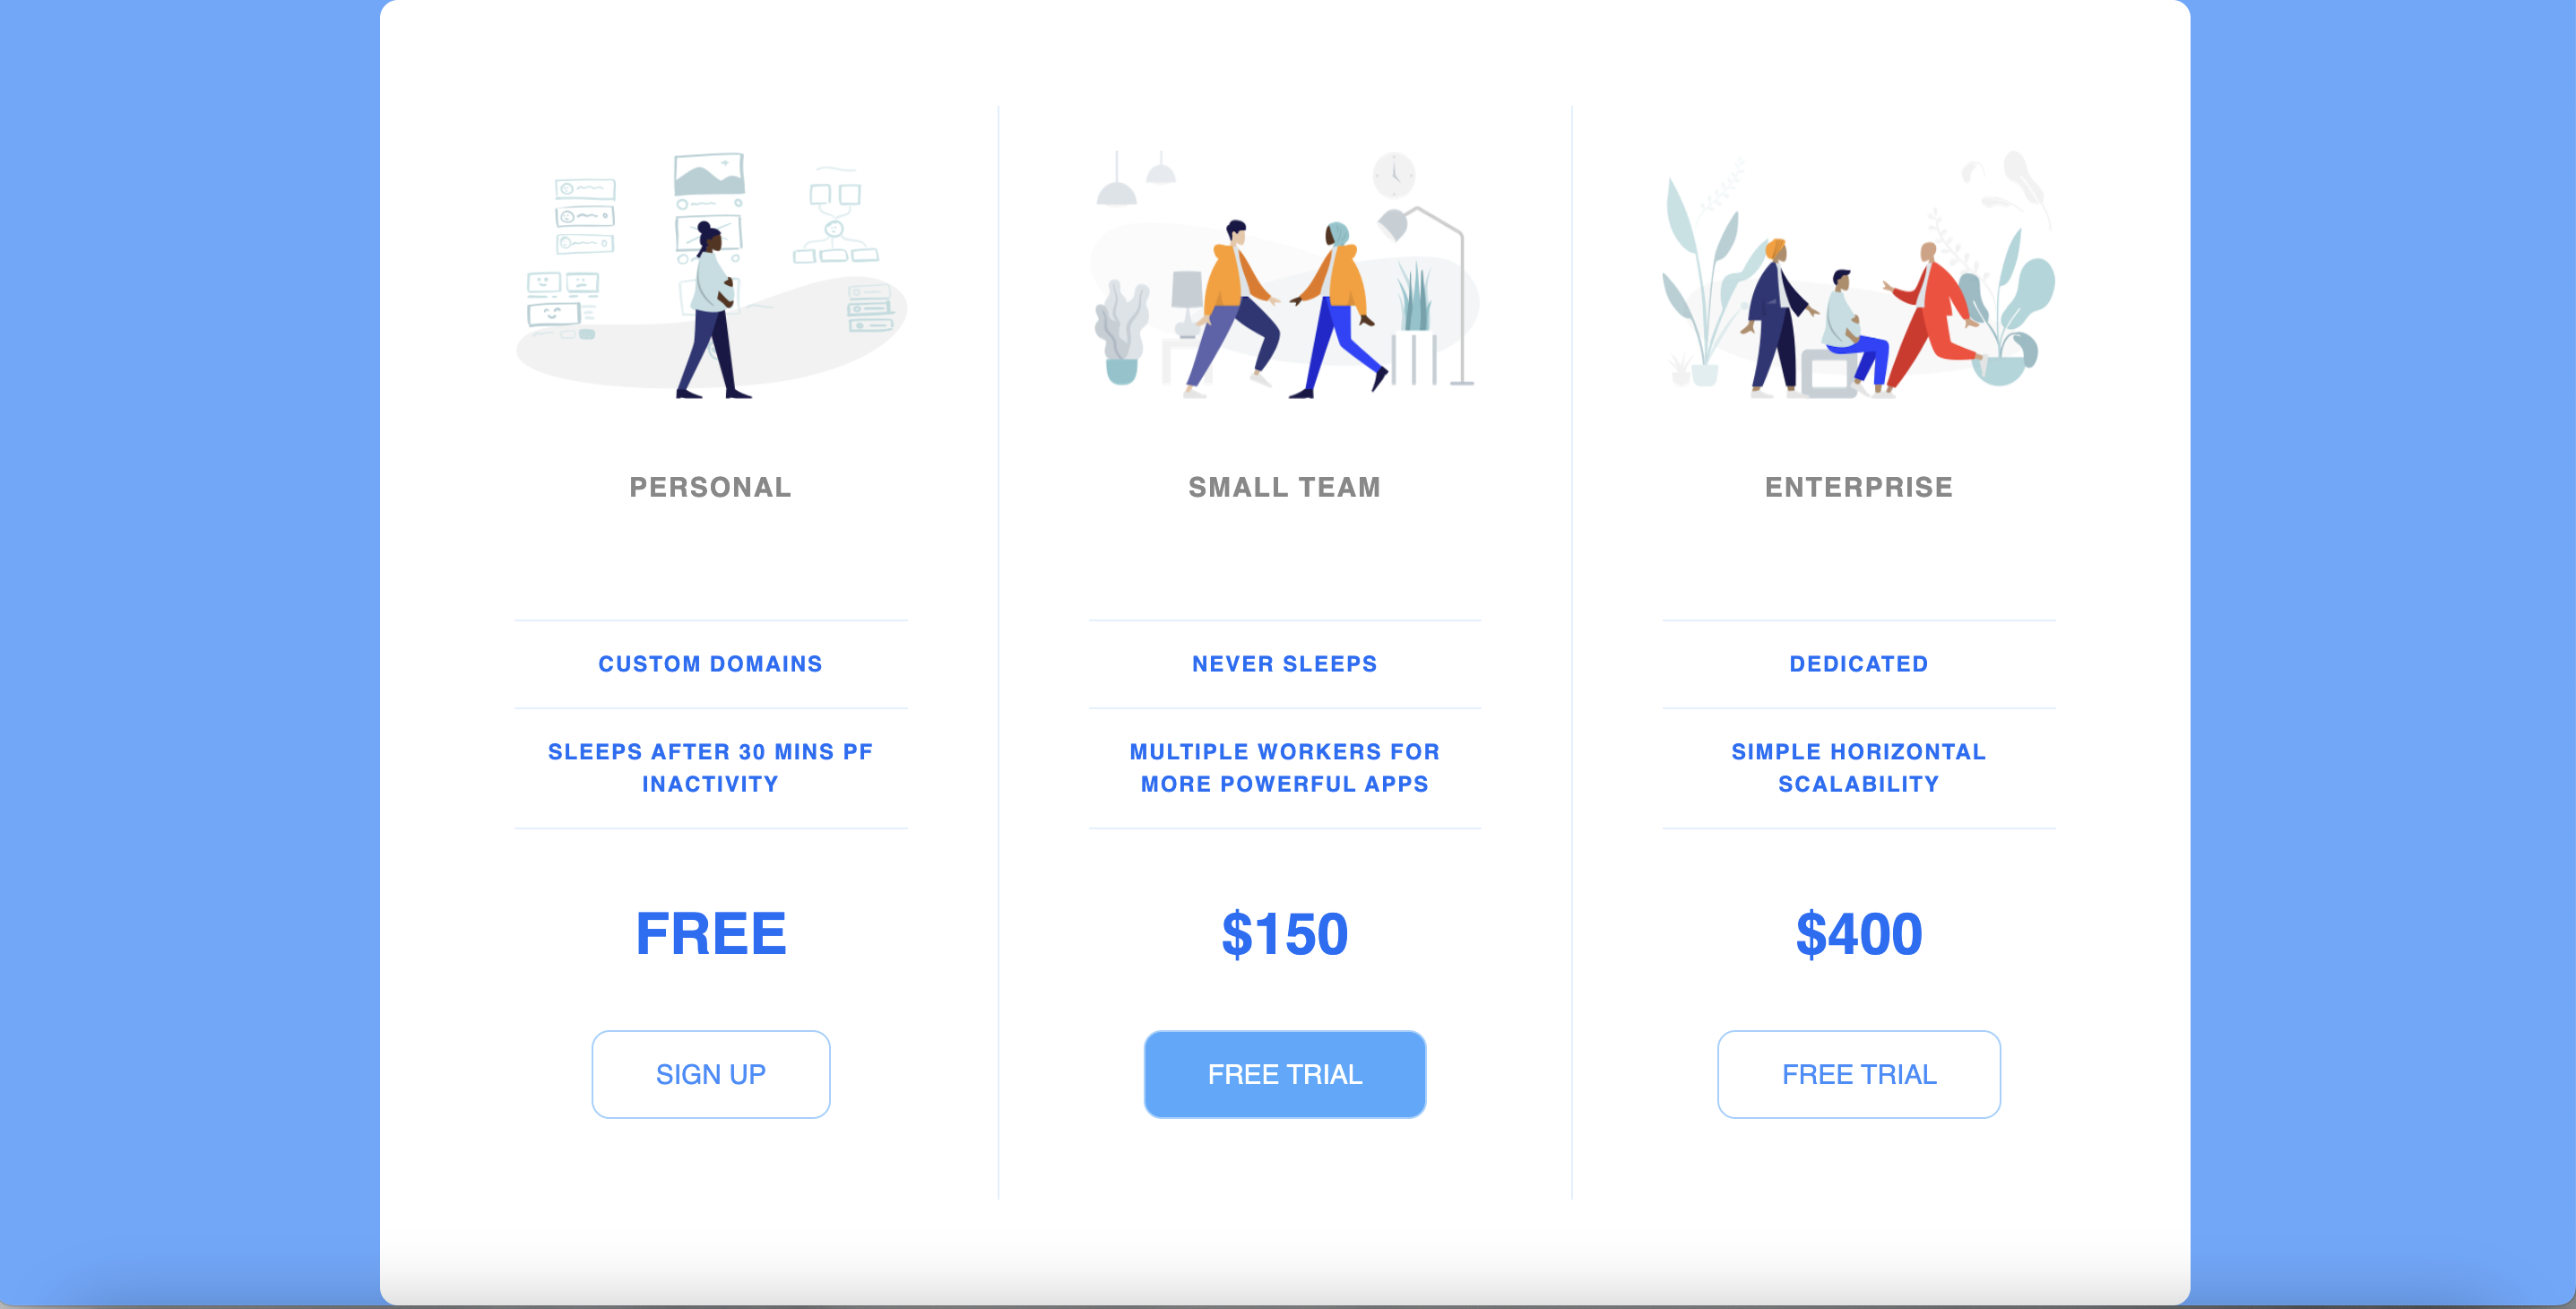 PERSONAL
CUSTOM DOMAINS
SLEEPS AFTER 30 MINS PF
INACTIVITY
FREE
SIGN UP
SMALL TEAM
NEVER SLEEPS
MULTIPLE WORKERS FOR
MORE POWERFUL APPS
$150
FREE TRIAL
ENTERPRISE
DEDICATED
SIMPLE HORIZONTAL
SCALABILITY
$400
FREE TRIAL